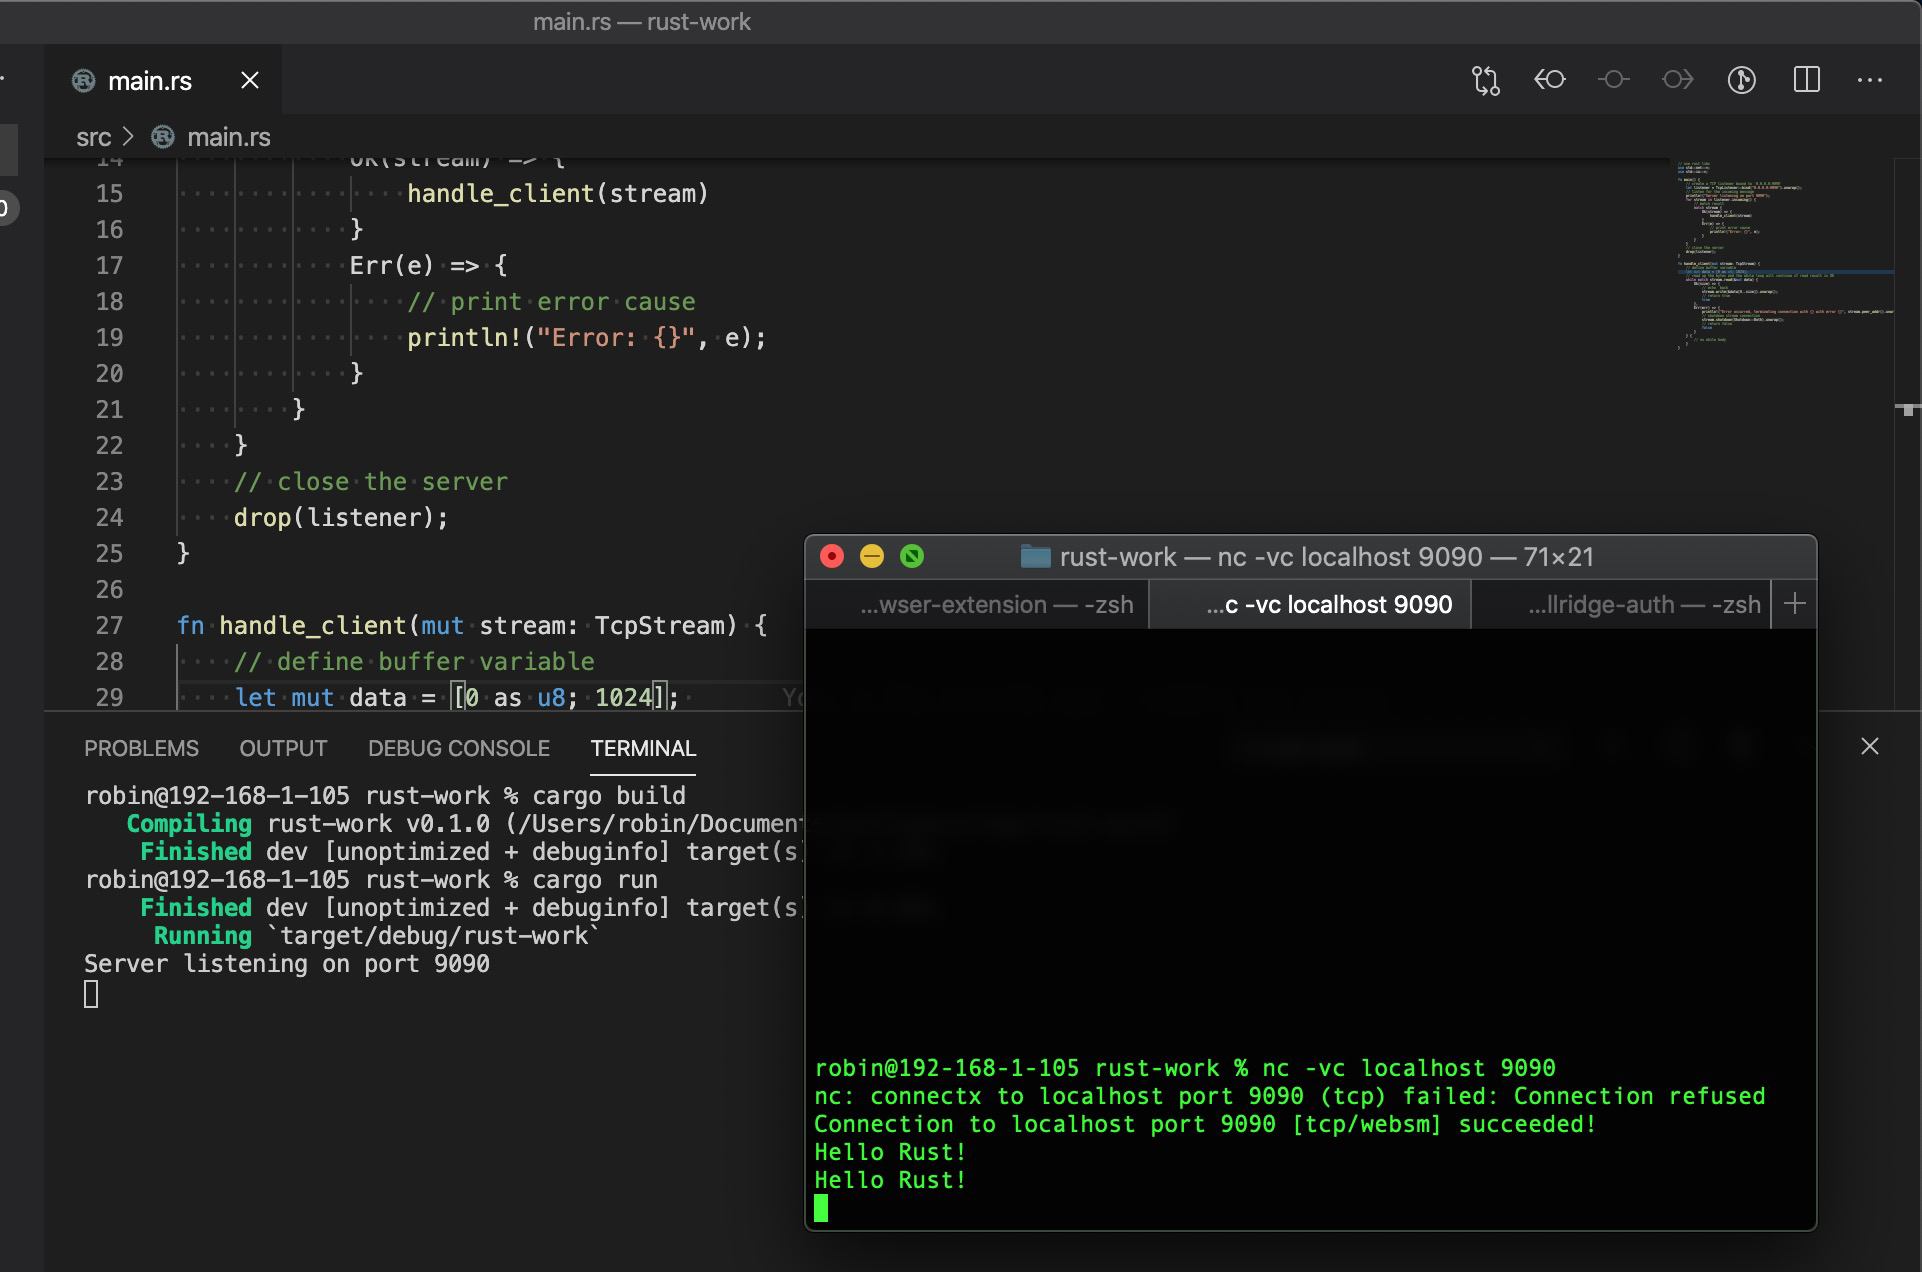 main.rs — rust-work
main.rs
src > main.rs
14 Ok(stream) => {
15 handle_client(stream)
16 }
17 Err(e) => {
18 // print error cause
19 println!("Error: {}", e);
20 }
21 }
22 }
23 // close the server
24 drop(listener);
25 }
26
27 fn handle_client(mut stream: TcpStream) {
28 // define buffer variable
29 let mut data = [0 as u8; 1024];
PROBLEMS OUTPUT DEBUG CONSOLE TERMINAL
robin@192-168-1-105 rust-work % cargo build
Compiling rust-work v0.1.0 (/Users/robin/Document
Finished dev [unoptimized + debuginfo] target(s)
robin@192-168-1-105 rust-work % cargo run
Finished dev [unoptimized + debuginfo] target(s)
Running `target/debug/rust-work`
Server listening on port 9090
rust-work — nc -vc localhost 9090 — 71×21
...wser-extension — -zsh
...c -vc localhost 9090
...llridge-auth — -zsh
robin@192-168-1-105 rust-work % nc -vc localhost 9090
nc: connectx to localhost port 9090 (tcp) failed: Connection refused
Connection to localhost port 9090 [tcp/websm] succeeded!
Hello Rust!
Hello Rust!